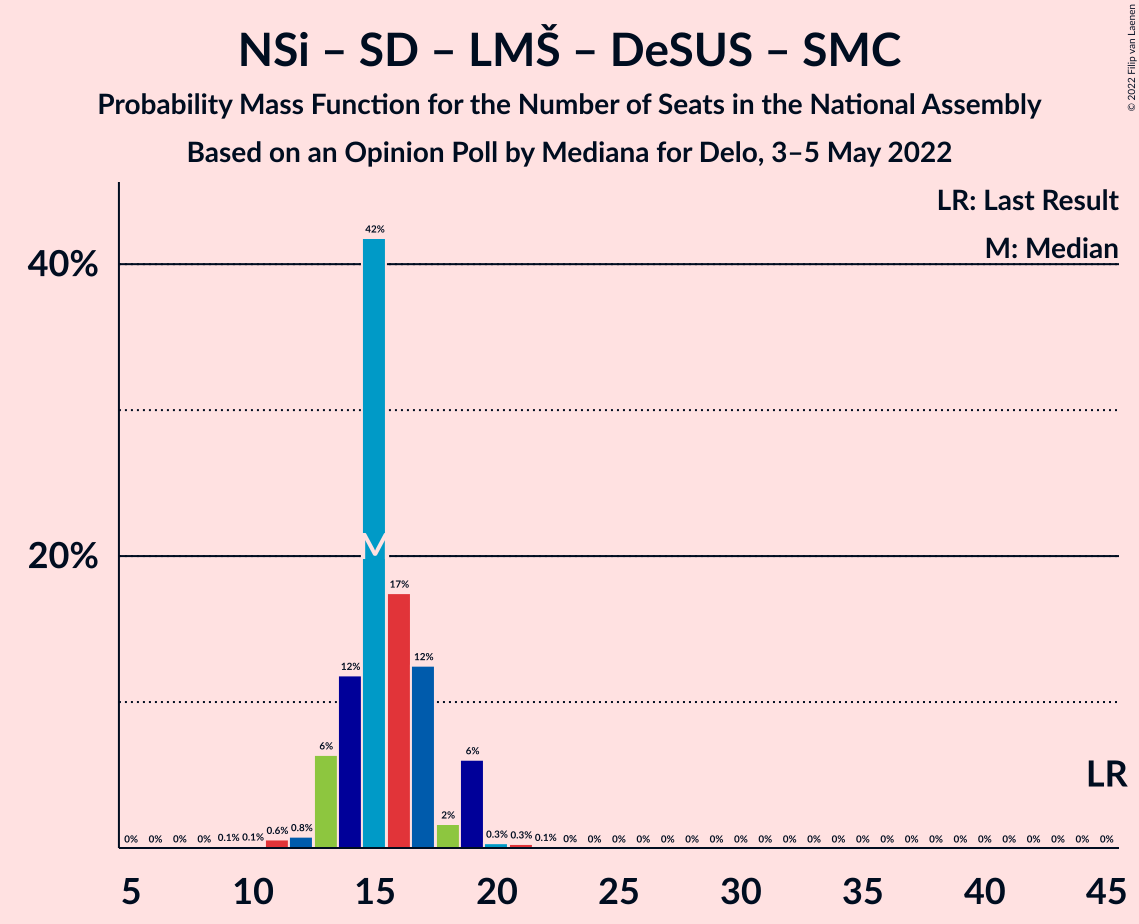 NSi – SD – LMŠ – DeSUS – SMC
Probability Mass Function for the Number of Seats in the National Assembly
Based on an Opinion Poll by Mediana for Delo, 3–5 May 2022
© 2022 Filip van Laenen
LR: Last Result
M: Median
40%
20%
42%
M
17%
12%
12%
6%
6%
2%
LR
0% 0% 0% 0% 0.1% 0.1% 0.6% 0.8% 0.3% 0.3% 0.1% 0% 0% 0% 0% 0% 0% 0% 0% 0% 0% 0% 0% 0% 0% 0% 0% 0% 0% 0% 0% 0% 0% 0%
5 10 15 20 25 30 35 40 45